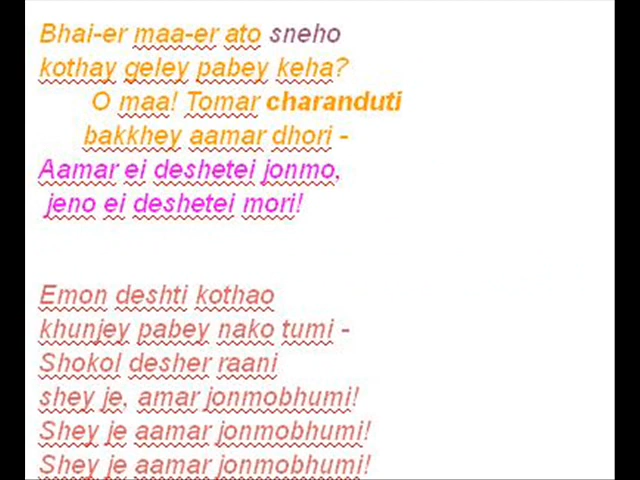 Bhai-er maa-er ato sneho
kothay geley pabey keha?
O maa! Tomar charanduti
bakkhey aamar dhori -
Aamar ei deshetei jonmo,
jeno ei deshetei mori!
Emon deshti kothao
khunjey pabey nako tumi -
Shokol desher raani
shey je, amar jonmobhumi!
Shey je aamar jonmobhumi!
Shey je aamar jonmobhumi!